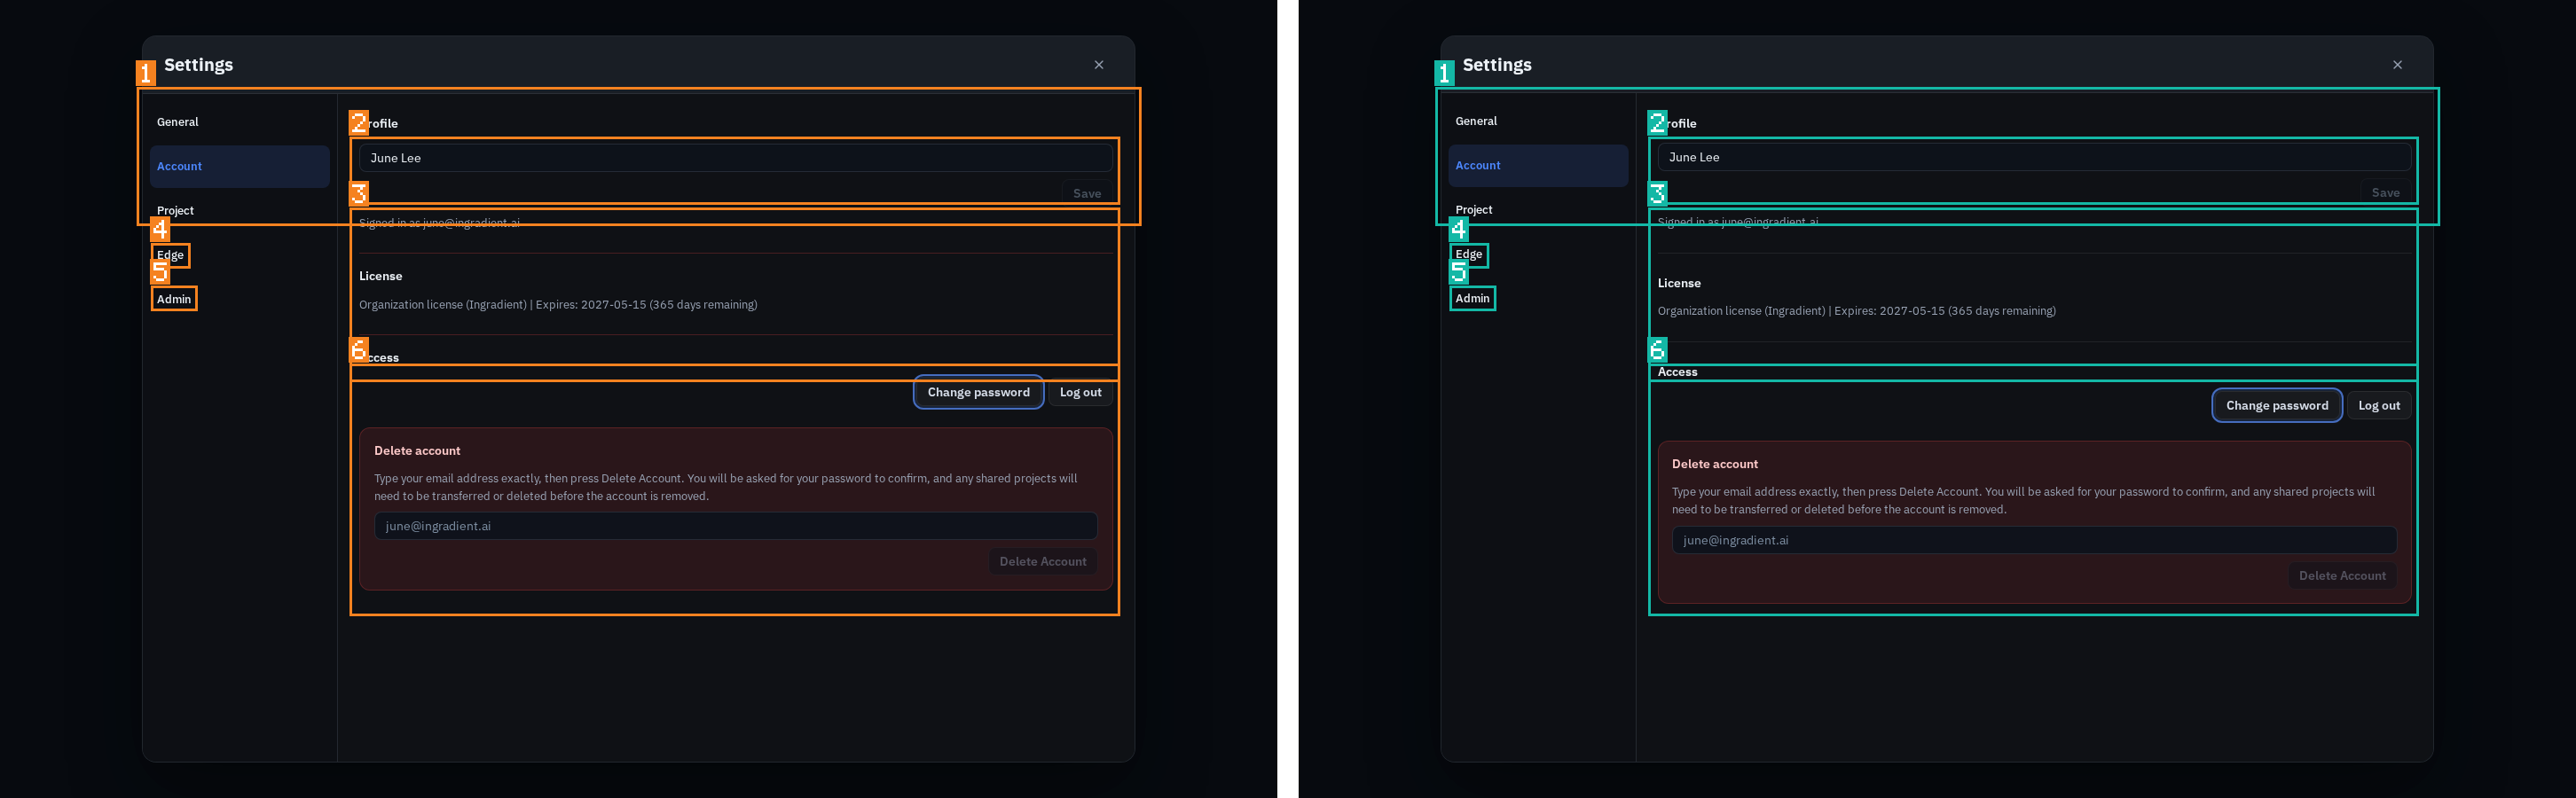 Settings
×
1
General
Account
Project
4
Edge
5
Admin
2 rofile
June Lee
3
Save
Signed in as june@ingradient.ai
License
Organization license (Ingradient) | Expires: 2027-05-15 (365 days remaining)
6
ccess
Change password
Log out
Delete account
Type your email address exactly, then press Delete Account. You will be asked for your password to confirm, and any shared projects will
need to be transferred or deleted before the account is removed.
june@ingradient.ai
Delete Account
Settings
×
1
General
Account
Project
4
Edge
5
Admin
2 rofile
June Lee
3
Save
Signed in as june@ingradient.ai
License
Organization license (Ingradient) | Expires: 2027-05-15 (365 days remaining)
6
Access
Change password
Log out
Delete account
Type your email address exactly, then press Delete Account. You will be asked for your password to confirm, and any shared projects will
need to be transferred or deleted before the account is removed.
june@ingradient.ai
Delete Account